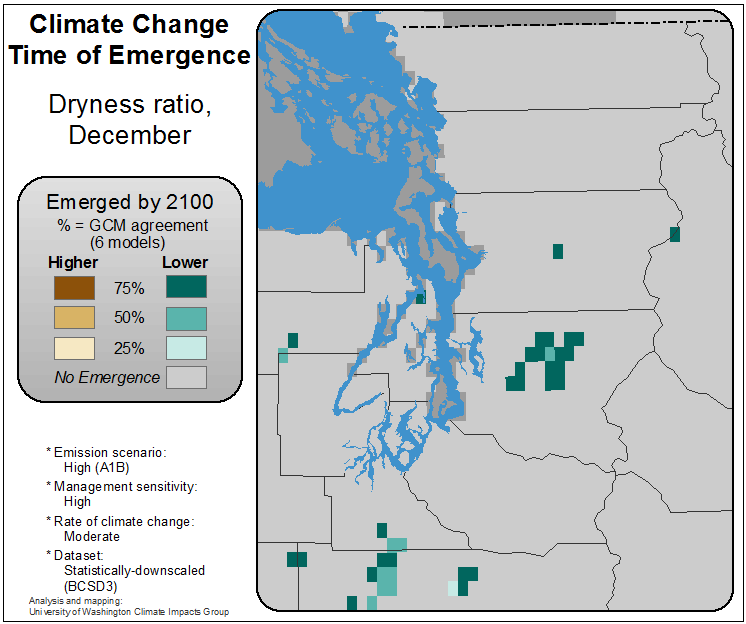 Climate Change
Time of Emergence
Dryness ratio,
December
Emerged by 2100
% = GCM agreement
(6 models)
Higher Lower
75%
50%
25%
No Emergence
* Emission scenario:
High (A1B)
* Management sensitivity:
High
* Rate of climate change:
Moderate
* Dataset:
Statistically-downscaled
(BCSD3)
Analysis and mapping:
University of Washington Climate Impacts Group